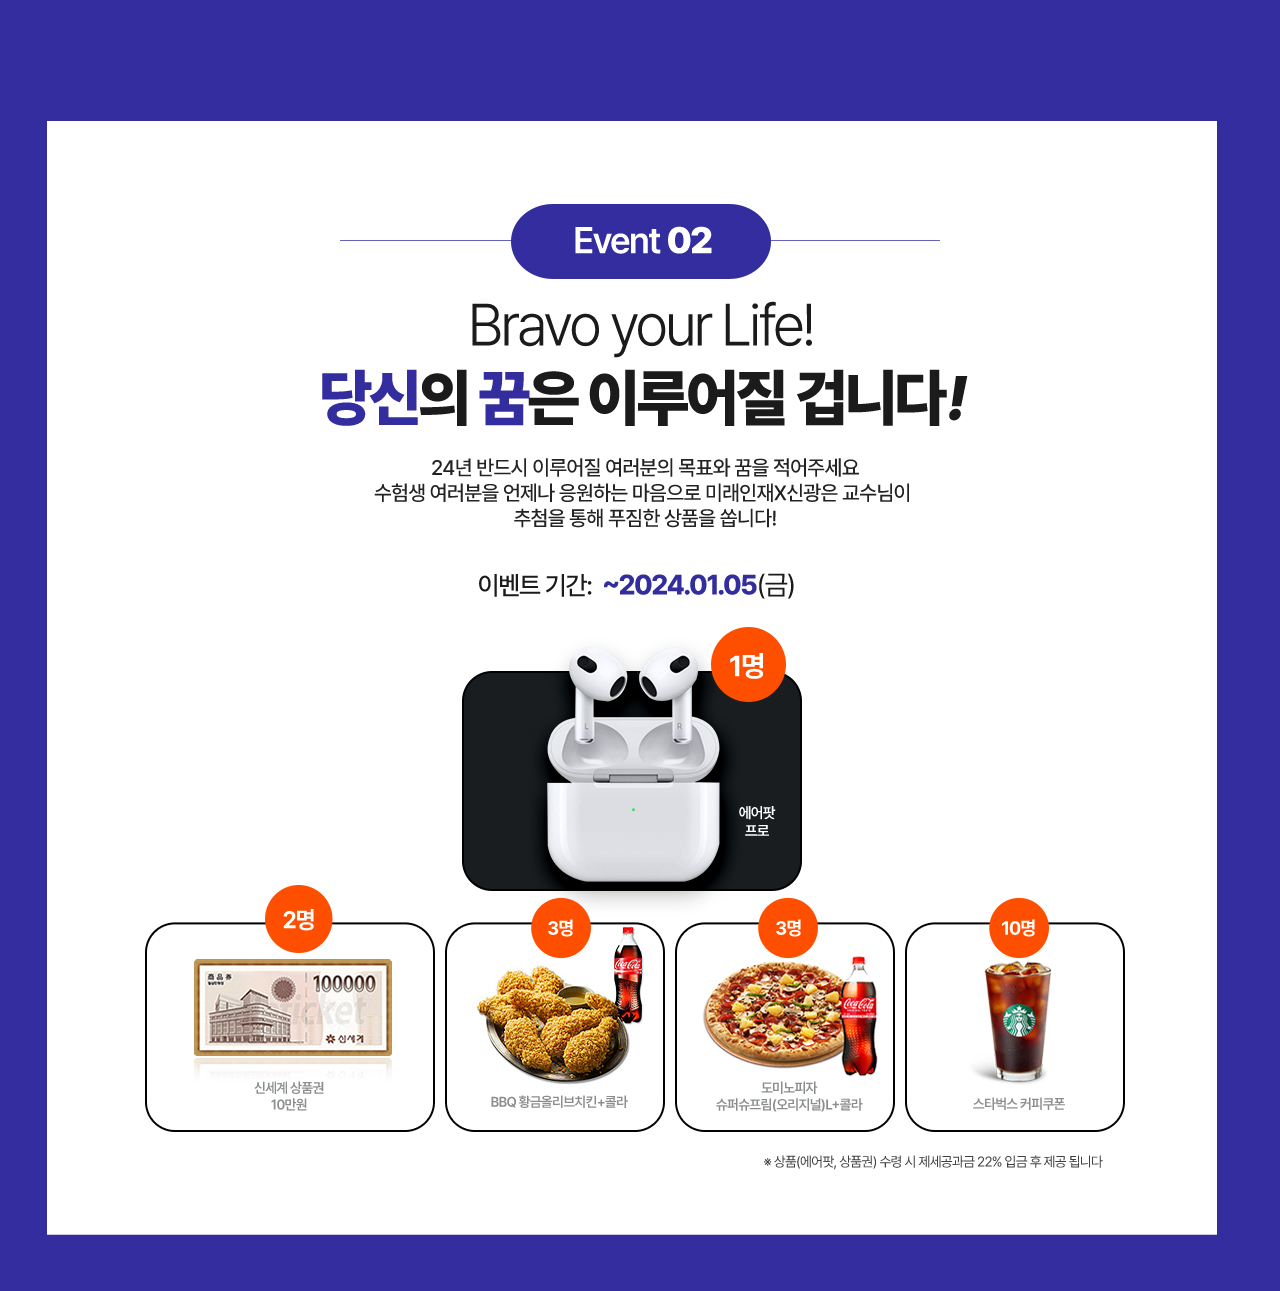 Event 02
Bravo your Life!
당신의 꿈은 이루어질 겁니다!
24년 반드시 이루어질 여러분의 목표와 꿈을 적어주세요
수험생 여러분을 언제나 응원하는 마음으로 미래인재X신광은 교수님이
추첨을 통해 푸짐한 상품을 쏩니다!
이벤트 기간: ~2024.01.05(금)
1명
L
R
에어팟
프로
2명
商品券
100000
신세계
신세계 상품권
10만원
3명
Coca-Cola
BBQ 황금올리브치킨+콜라
3명
Coca-Cola
도미노피자
슈퍼슈프림(오리지널)L+콜라
10명
스타벅스 커피쿠폰
※ 상품(에어팟, 상품권) 수령 시 제세공과금 22% 입금 후 제공 됩니다